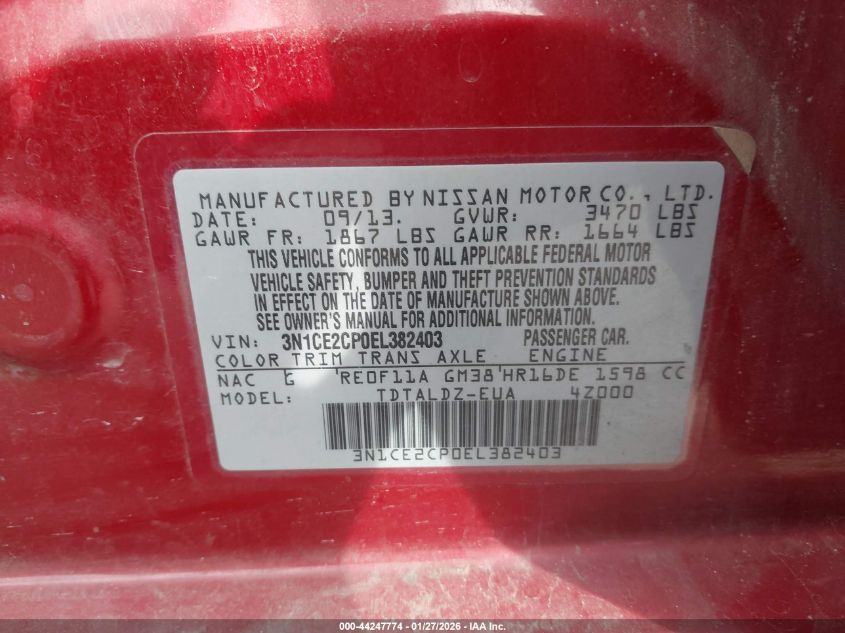 MANUFACTURED BY NISSAN MOTOR CO., LTD.
DATE: 09/13. GVWR: 3470 LBS
GAWR FR: 1867 LBS GAWR RR: 1664 LBS
THIS VEHICLE CONFORMS TO ALL APPLICABLE FEDERAL MOTOR
VEHICLE SAFETY, BUMPER AND THEFT PREVENTION STANDARDS
IN EFFECT ON THE DATE OF MANUFACTURE SHOWN ABOVE.
SEE OWNER'S MANUAL FOR ADDITIONAL INFORMATION.
VIN: 3N1CE2CP0EL382403 PASSENGER CAR.
COLOR TRIM TRANS AXLE ENGINE
NAC G RE0F11A GM38 HR16DE 1598 CC
MODEL: TDTALDZ-EUA 4Z000
3N1CE2CP0EL382403
000-44247774 | 01/27/2026 | IAA Inc.